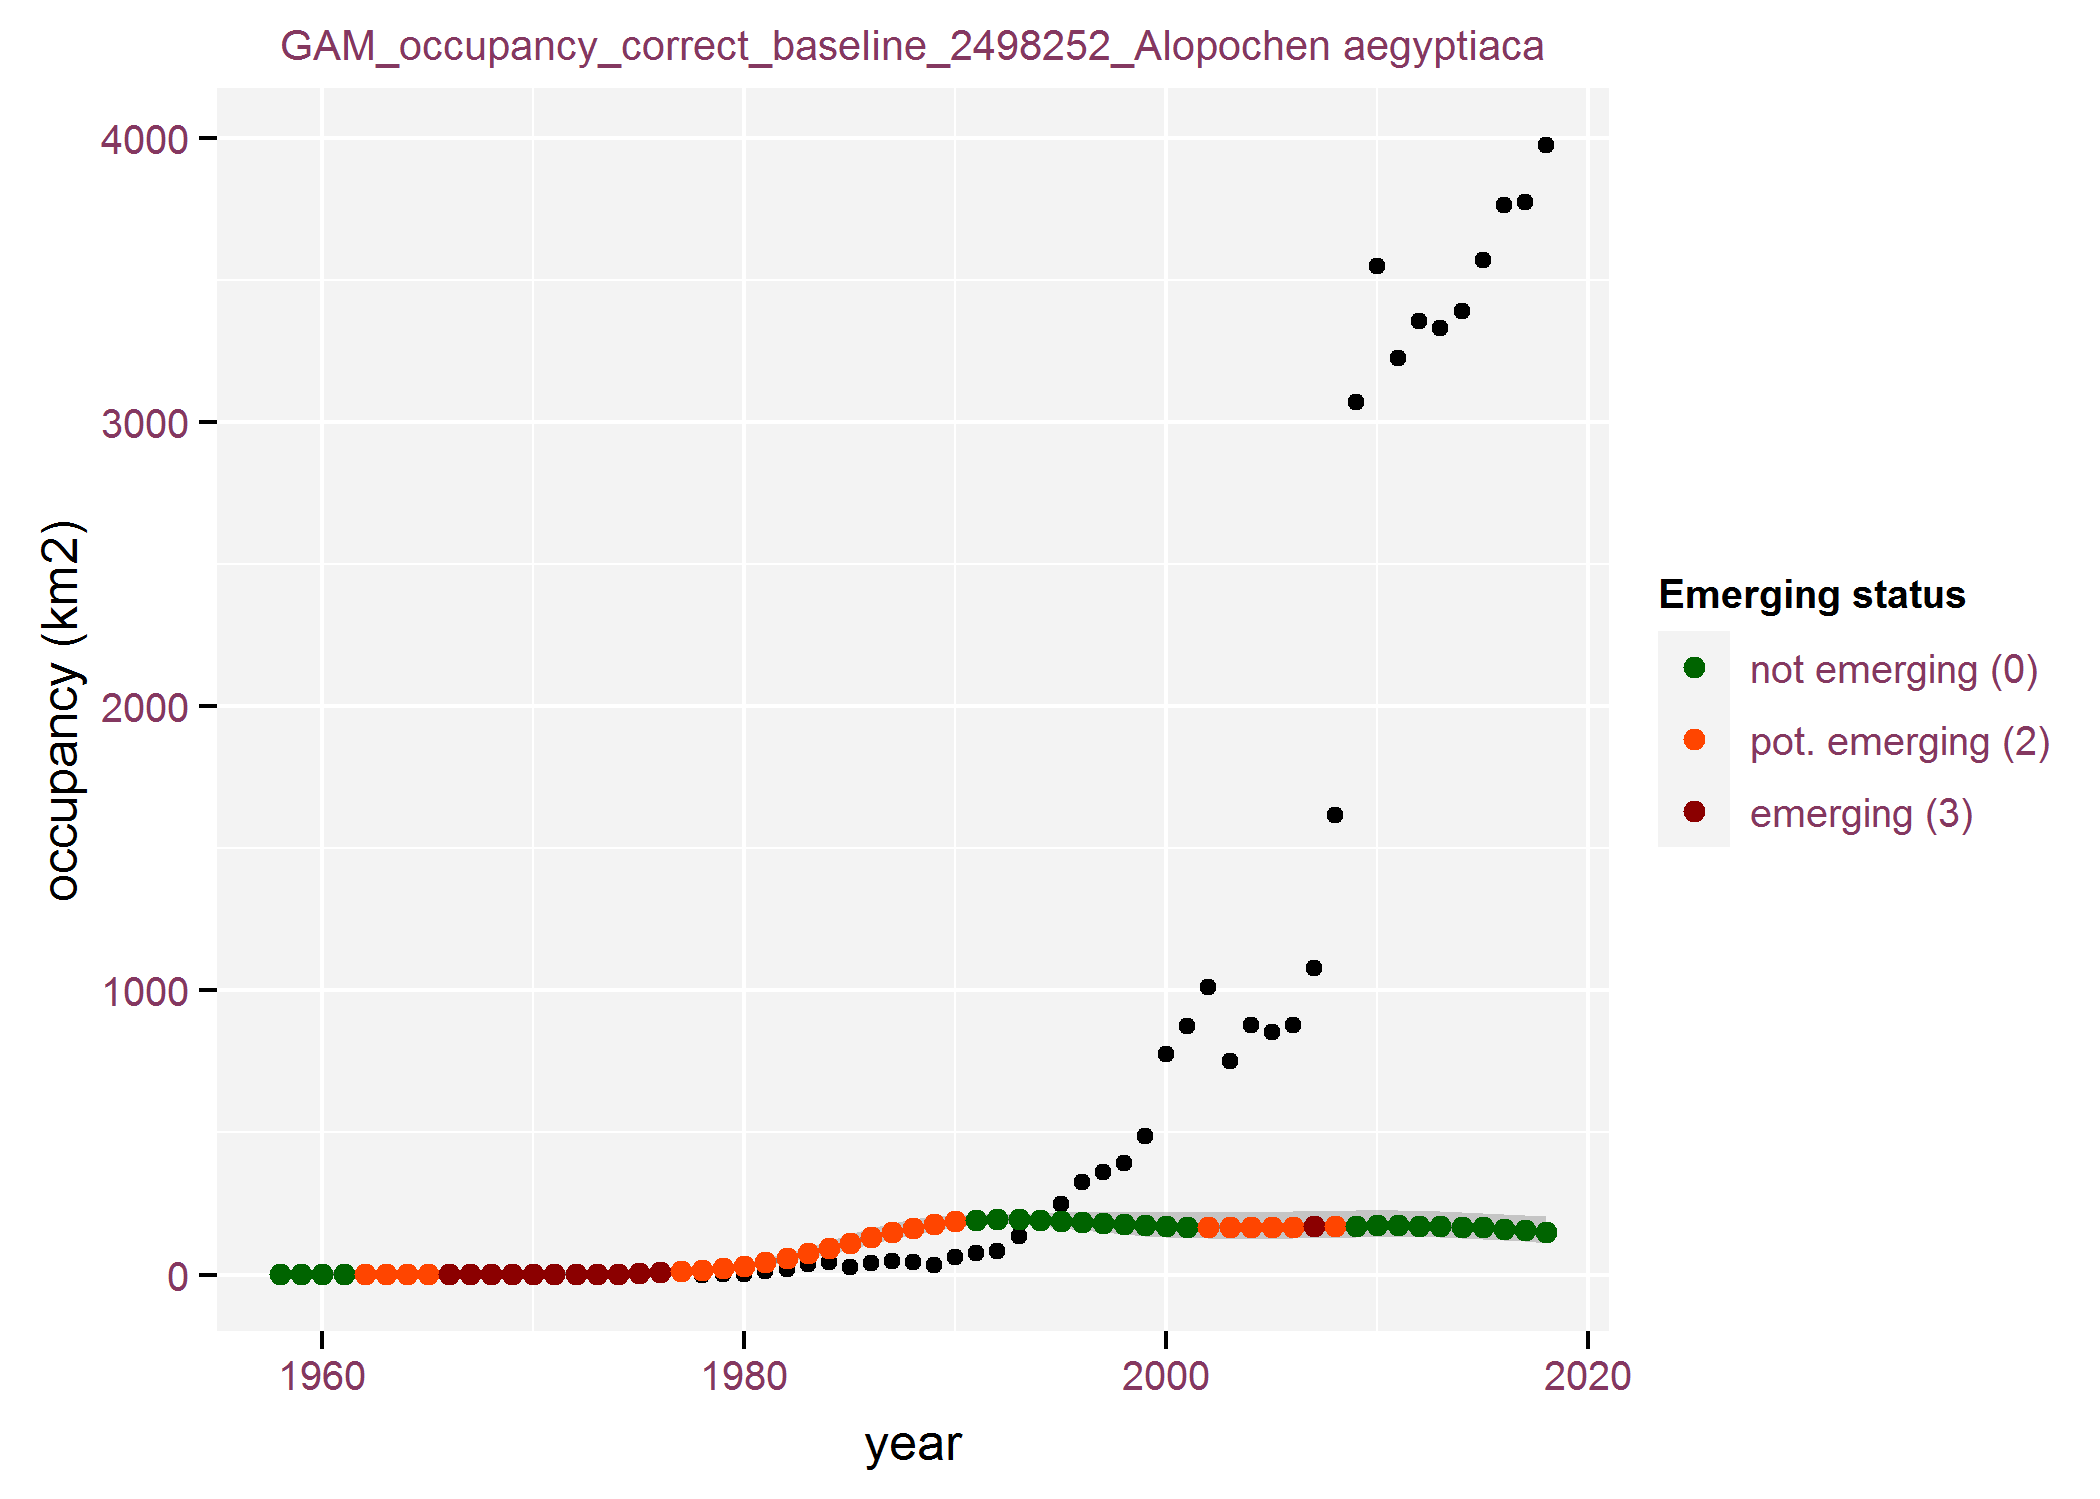 GAM_occupancy_correct_baseline_2498252_Alopochen aegyptiaca
4000
3000
2000
1000
0
occupancy (km2)
1960
1980
2000
2020
year
Emerging status
not emerging (0)
pot. emerging (2)
emerging (3)